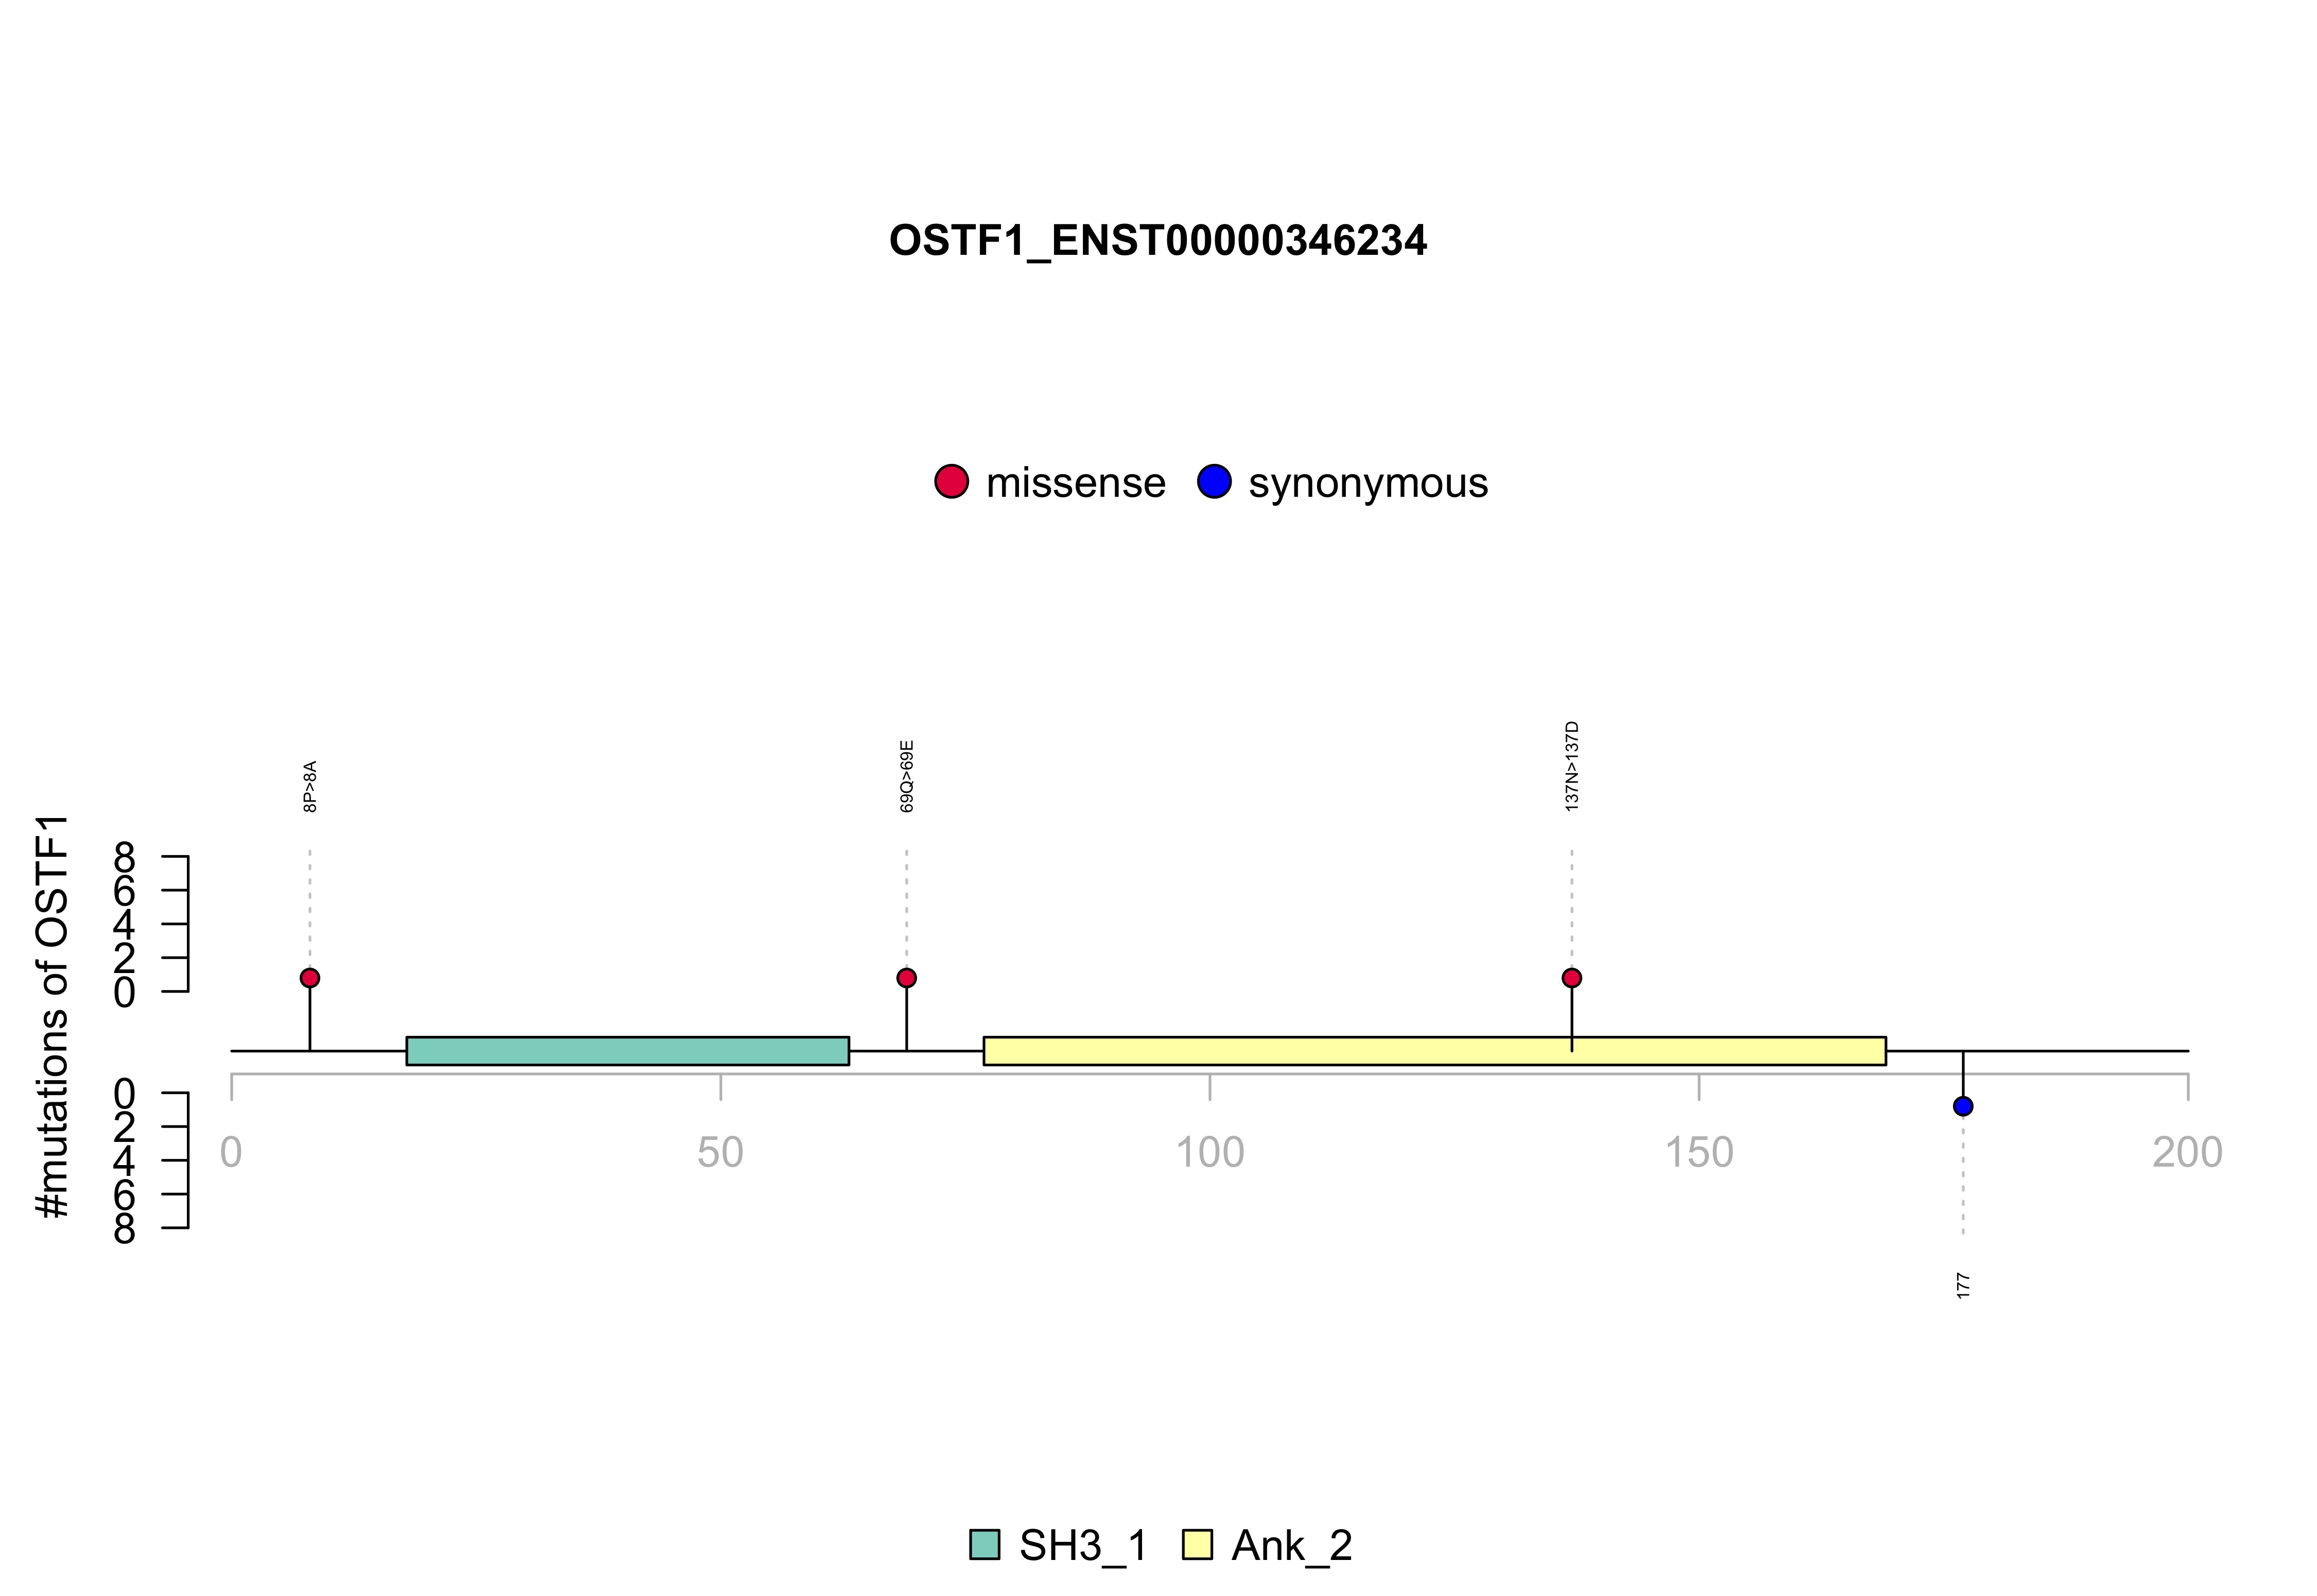 OSTF1_ENST00000346234
missense synonymous
8P>8A
69Q>69E
137N>137D
#mutations of OSTF1
8
6
4
2
0
0
2
4
6
8
0 50 100 150 200
177
SH3_1 Ank_2